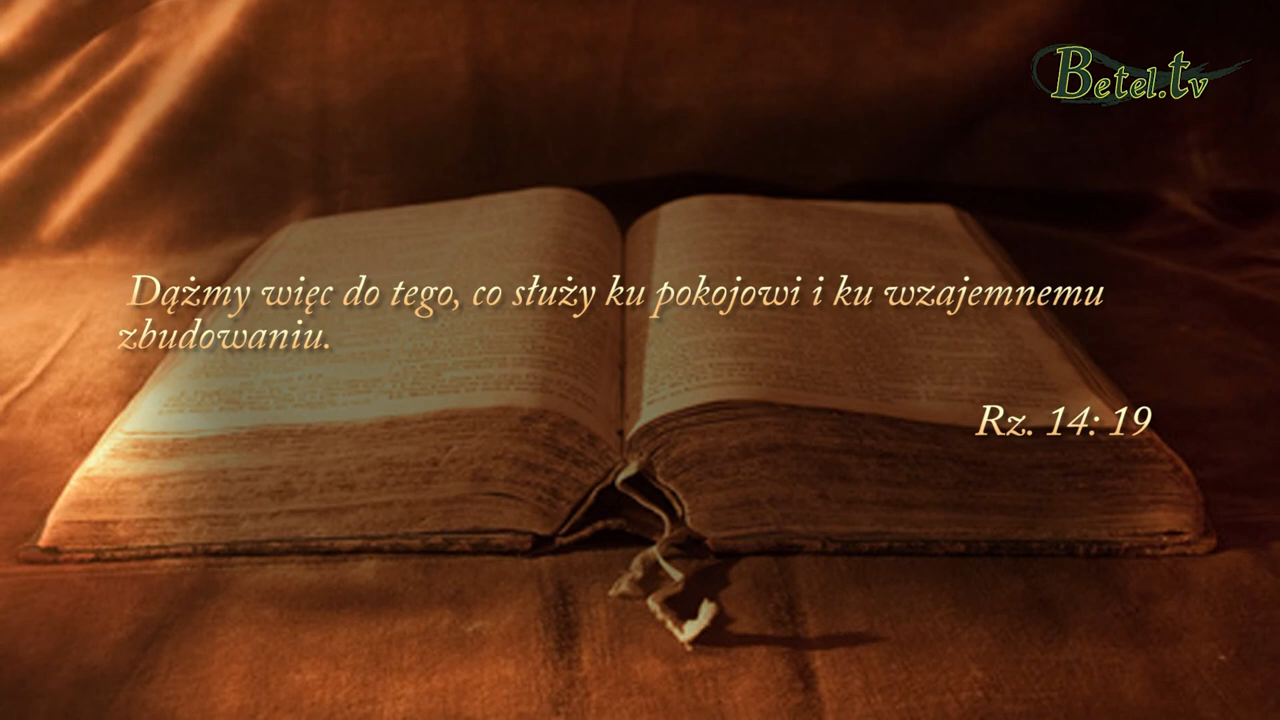 Betel.tv
Dążmy więc do tego, co służy ku pokojowi i ku wzajemnemu
zbudowaniu.
Rz. 14: 19